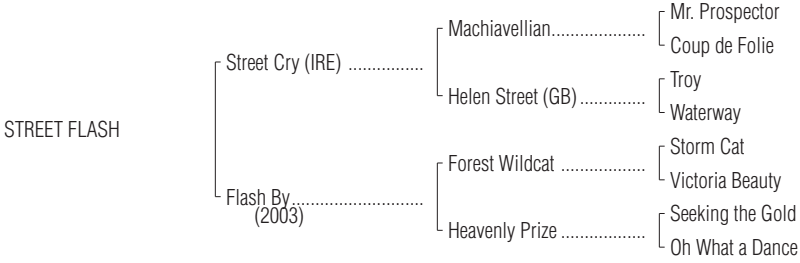 Mr. Prospector
Machiavellian....................
Coup de Folie
Street Cry (IRE) ................
Troy
Helen Street (GB) ..............
Waterway
STREET FLASH
Storm Cat
Forest Wildcat ..................
Victoria Beauty
Flash By............................
(2003)
Seeking the Gold
Heavenly Prize ..................
Oh What a Dance